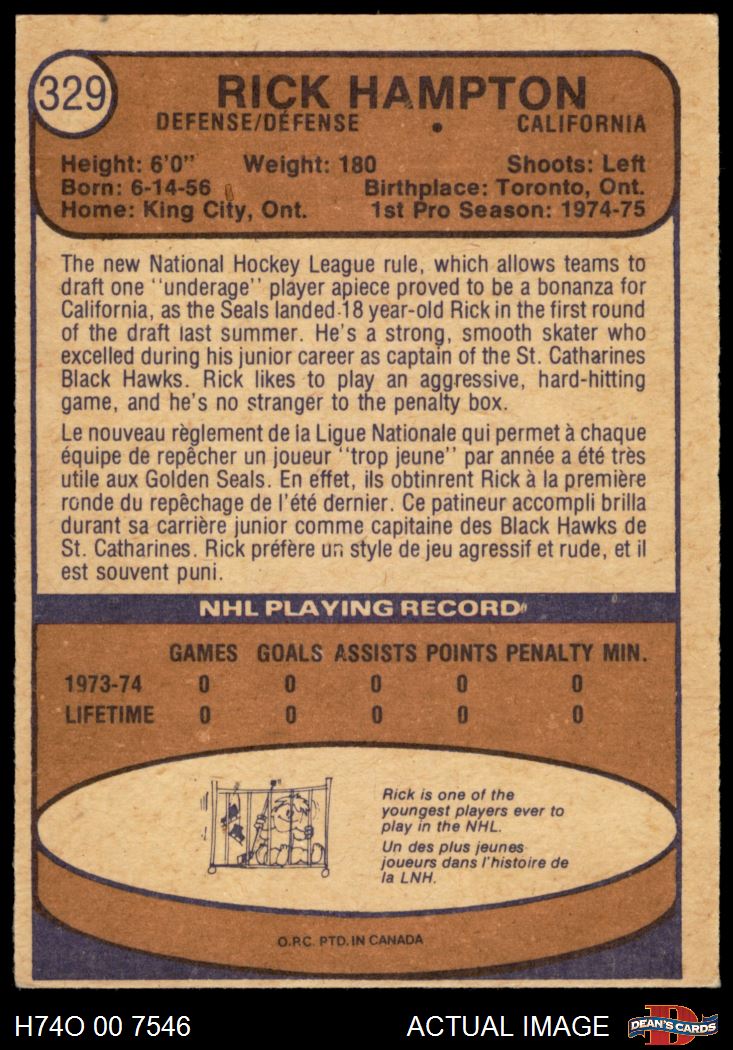 329
RICK HAMPTON
DEFENSE/DÉFENSE • CALIFORNIA
Height: 6'0" Weight: 180 Shoots: Left
Born: 6-14-56 Birthplace: Toronto, Ont.
Home: King City, Ont. 1st Pro Season: 1974-75
The new National Hockey League rule, which allows teams to
draft one "underage" player apiece proved to be a bonanza for
California, as the Seals landed 18 year-old Rick in the first round
of the draft last summer. He's a strong, smooth skater who
excelled during his junior career as captain of the St. Catharines
Black Hawks. Rick likes to play an aggressive, hard-hitting
game, and he's no stranger to the penalty box.
Le nouveau règlement de la Ligue Nationale qui permet à chaque
équipe de repêcher un joueur "trop jeune" par année a été très
utile aux Golden Seals. En effet, ils obtinrent Rick à la première
ronde du repêchage de l'été dernier. Ce patineur accompli brilla
durant sa carrière junior comme capitaine des Black Hawks de
St. Catharines. Rick préfère un style de jeu agressif et rude, et il
est souvent puni.
NHL PLAYING RECORD
GAMES GOALS ASSISTS POINTS PENALTY MIN.
1973-74 0 0 0 0 0
LIFETIME 0 0 0 0 0
Rick is one of the
youngest players ever to
play in the NHL.
Un des plus jeunes
joueurs dans l'histoire de
la LNH.
O.P.C. PTD. IN CANADA
H74O 00 7546 ACTUAL IMAGE DEAN'S CARDS